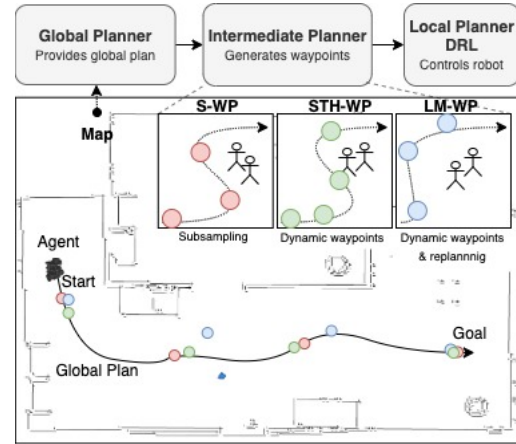 Global Planner
Provides global plan
Intermediate Planner
Generates waypoints
Local Planner
DRL
Controls robot
Map
S-WP
STH-WP
LM-WP
Subsampling
Dynamic waypoints
Dynamic waypoints
& replannnig
Agent
Start
Global Plan
Goal